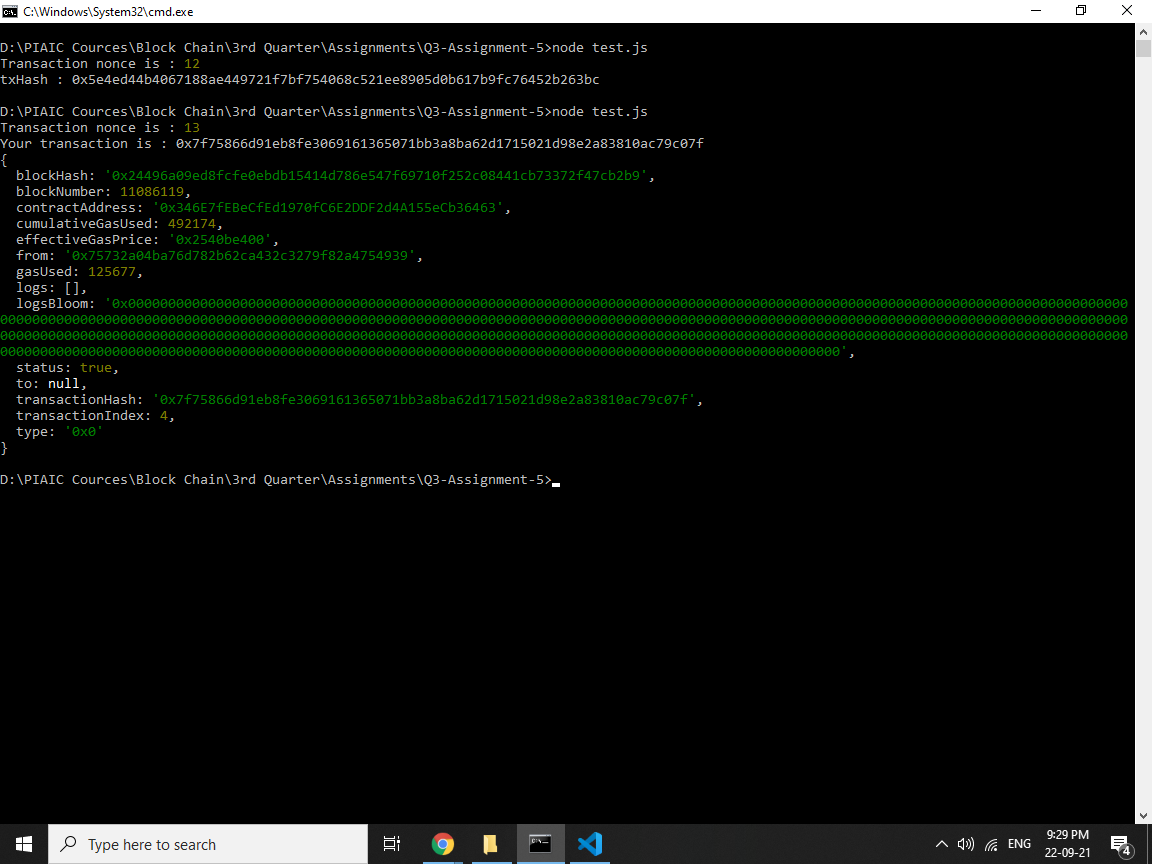 C:\Windows\System32\cmd.exe
D:\PIAIC Cources\Block Chain\3rd Quarter\Assignments\Q3-Assignment-5>node test.js
Transaction nonce is : 12
txHash : 0x5e4ed44b4067188ae449721f7bf754068c521ee8905d0b617b9fc76452b263bc
D:\PIAIC Cources\Block Chain\3rd Quarter\Assignments\Q3-Assignment-5>node test.js
Transaction nonce is : 13
Your transaction is : 0x7f75866d91eb8fe3069161365071bb3a8ba62d1715021d98e2a83810ac79c07f
{
  blockHash: '0x24496a09ed8fcfe0ebdb15414d786e547f69710f252c08441cb73372f47cb2b9',
  blockNumber: 11086119,
  contractAddress: '0x346E7fEBeCfEd1970fC6E2DDF2d4A155eCb36463',
  cumulativeGasUsed: 492174,
  effectiveGasPrice: '0x2540be400',
  from: '0x75732a04ba76d782b62ca432c3279f82a4754939',
  gasUsed: 125677,
  logs: [],
  logsBloom: '0x0000000000000000000000000000000000000000000000000000000000000000000000000000000000000000000000000000000000000000000000000000
000000000000000000000000000000000000000000000000000000000000000000000000000000000000000000000000000000000000000000000000000000000000000000000
000000000000000000000000000000000000000000000000000000000000000000000000000000000000000000000000000000000000000000000000000000000000000000000
000000000000000000000000000000000000000000000000000000000000000000000000000000000000000000000000000000000',
  status: true,
  to: null,
  transactionHash: '0x7f75866d91eb8fe3069161365071bb3a8ba62d1715021d98e2a83810ac79c07f',
  transactionIndex: 4,
  type: '0x0'
}
D:\PIAIC Cources\Block Chain\3rd Quarter\Assignments\Q3-Assignment-5>
Type here to search
ENG
9:29 PM
22-09-21
4